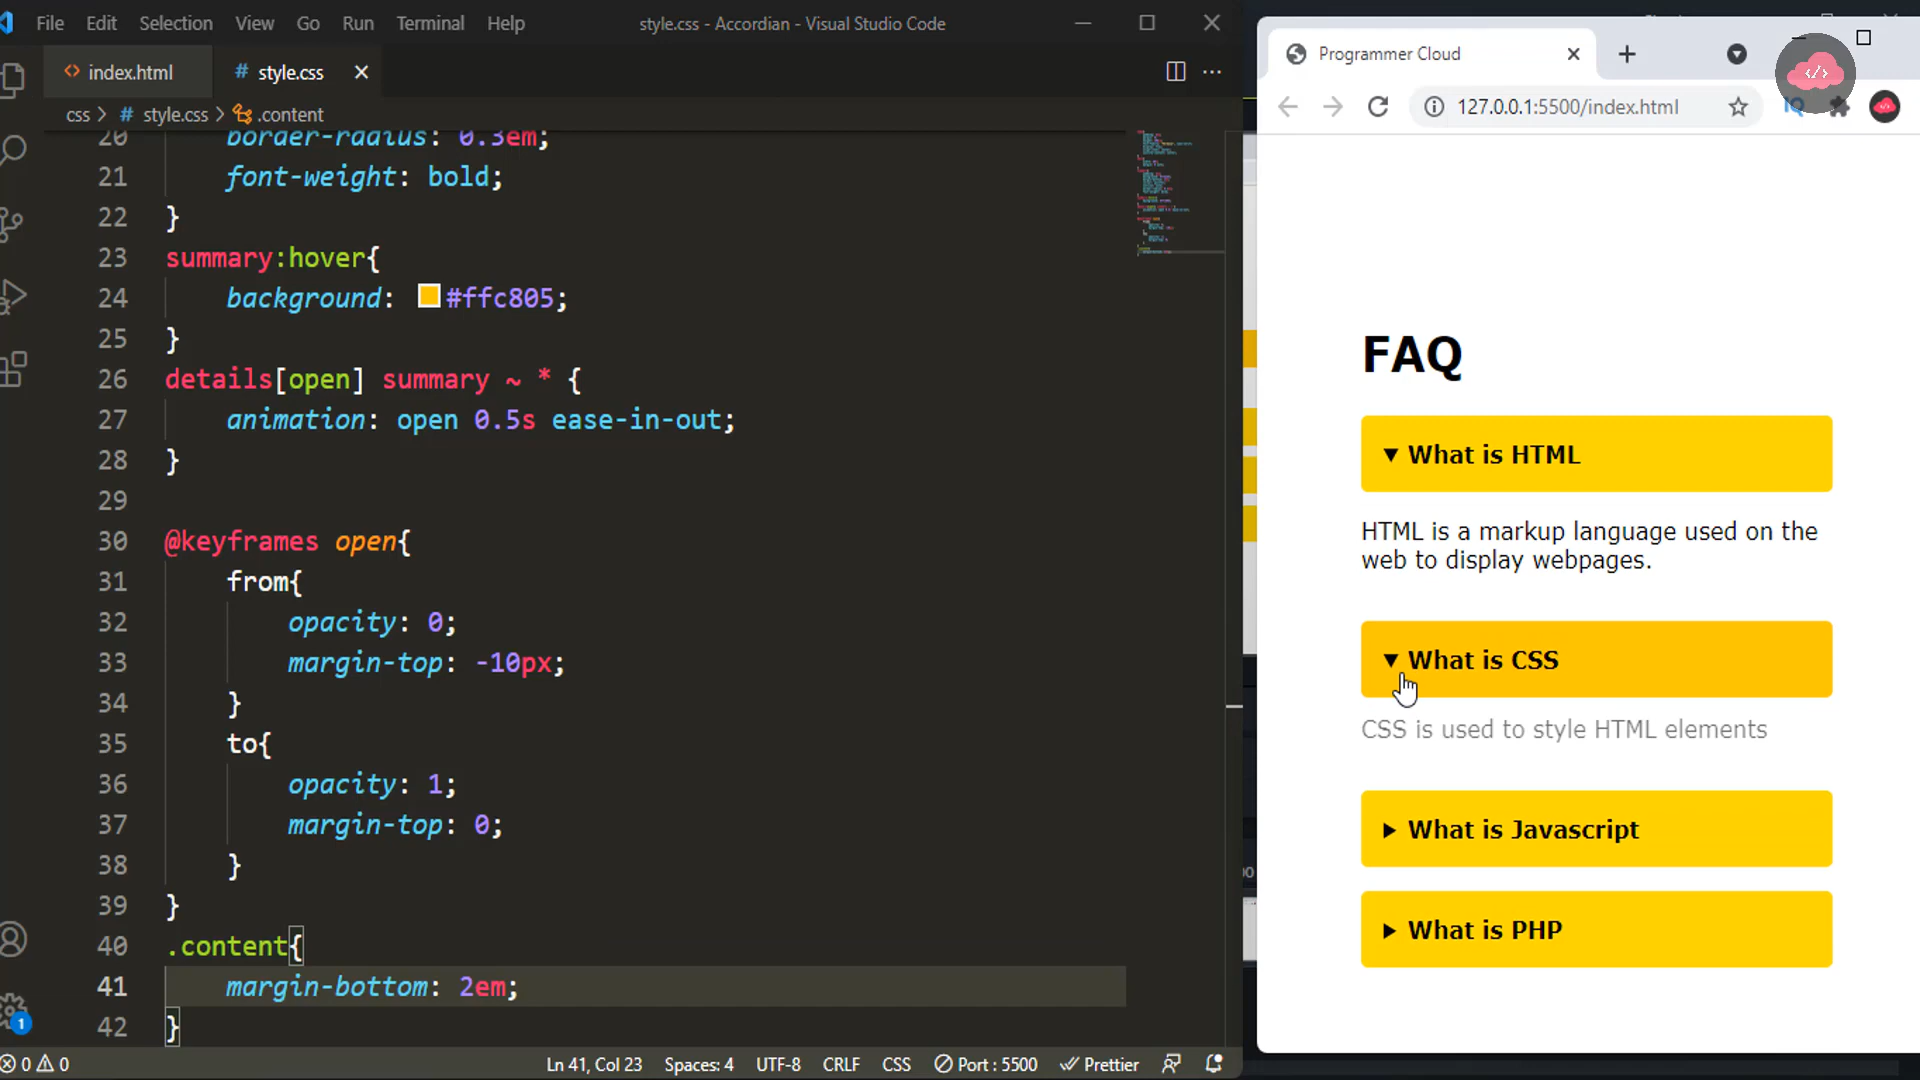 File Edit Selection View Go Run Terminal Help
style.css - Accordian - Visual Studio Code
index.html
# style.css
css > # style.css > .content
20 border-radius: 0.3em;
21 font-weight: bold;
22 }
23 summary:hover{
24 background: #ffc805;
25 }
26 details[open] summary ~ * {
27 animation: open 0.5s ease-in-out;
28 }
29
30 @keyframes open{
31 from{
32 opacity: 0;
33 margin-top: -10px;
34 }
35 to{
36 opacity: 1;
37 margin-top: 0;
38 }
39 }
40 .content{
41 margin-bottom: 2em;
42 }
1
0 0 Ln 41, Col 23 Spaces: 4 UTF-8 CRLF CSS Port : 5500 Prettier
Programmer Cloud
</>
127.0.0.1:5500/index.html
FAQ
What is HTML
HTML is a markup language used on the
web to display webpages.
What is CSS
CSS is used to style HTML elements
What is Javascript
What is PHP